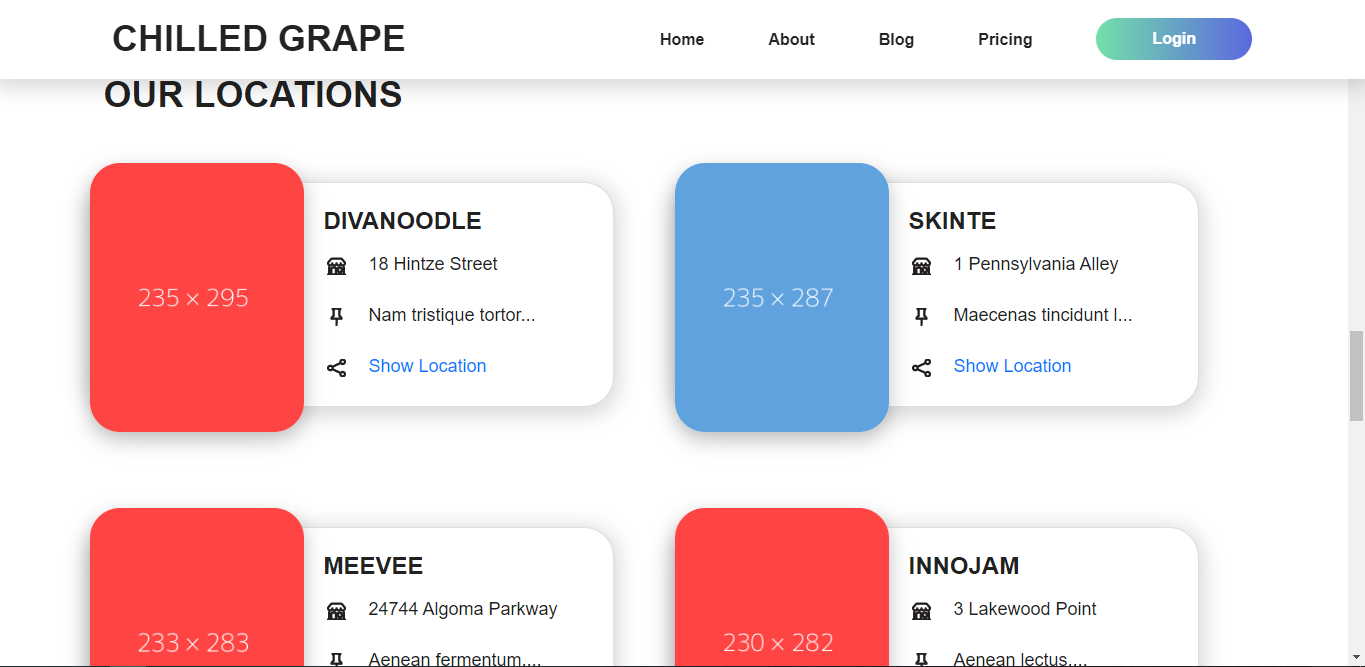 CHILLED GRAPE
Home About Blog Pricing Login
OUR LOCATIONS
235 × 295
DIVANOODLE
18 Hintze Street
Nam tristique tortor...
Show Location
235 × 287
SKINTE
1 Pennsylvania Alley
Maecenas tincidunt l...
Show Location
233 × 283
MEEVEE
24744 Algoma Parkway
Aenean fermentum....
230 × 282
INNOJAM
3 Lakewood Point
Aenean lectus....